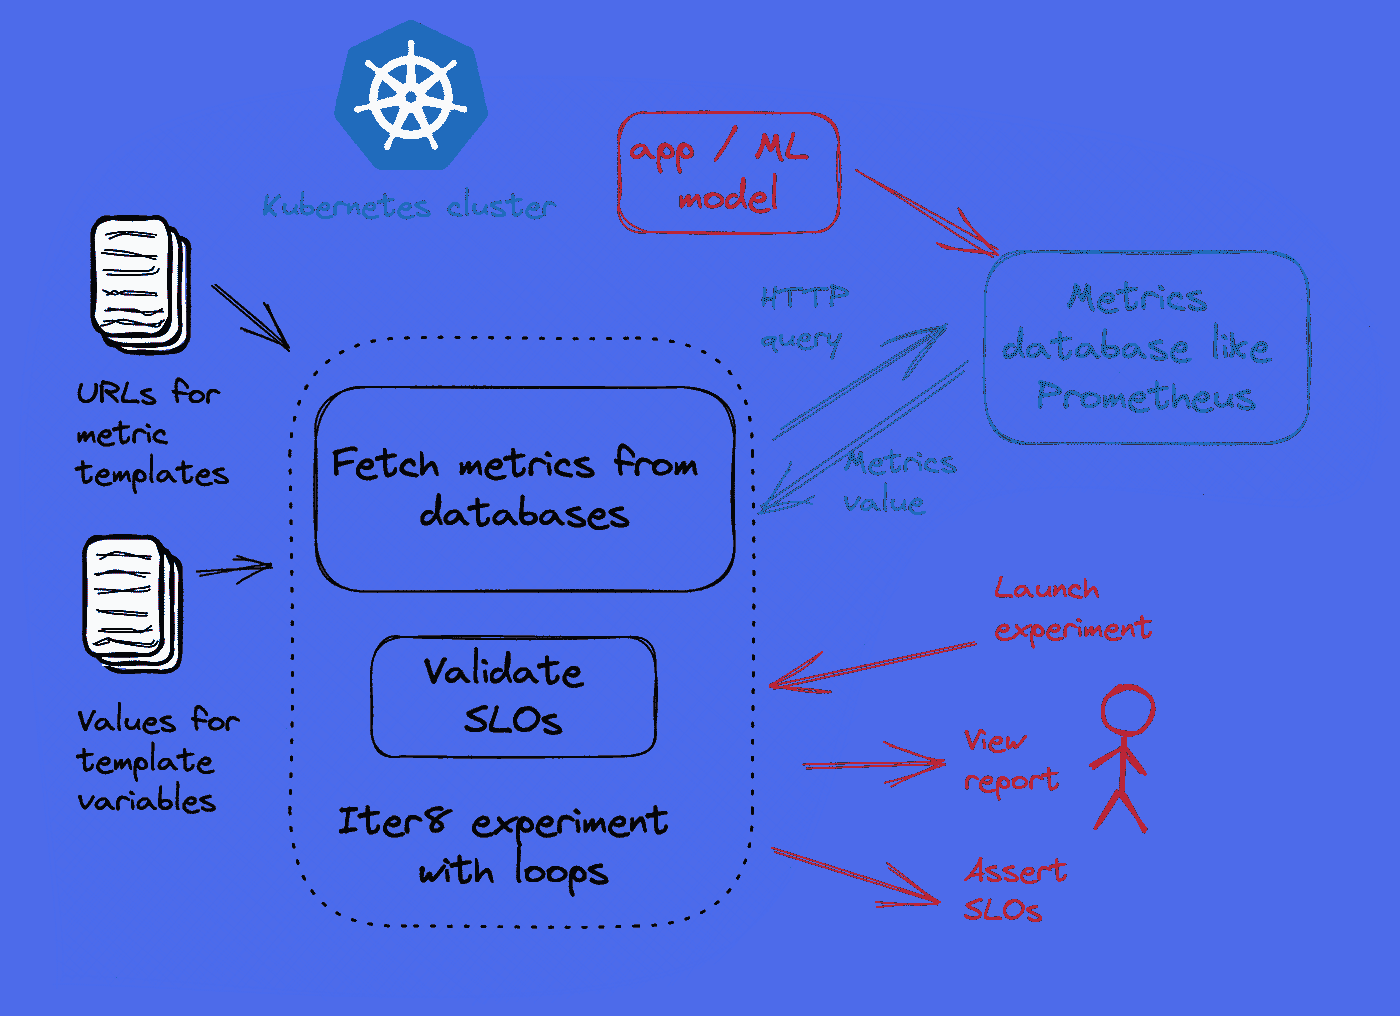 Kubernetes cluster
app / ML
model
HTTP
query
Metrics
database like
Prometheus
Metrics
value
URLs for
metric
templates
Fetch metrics from
databases
Values for
template
variables
Validate
SLOs
Iter8 experiment
with loops
Launch
experiment
View
report
Assert
SLOs